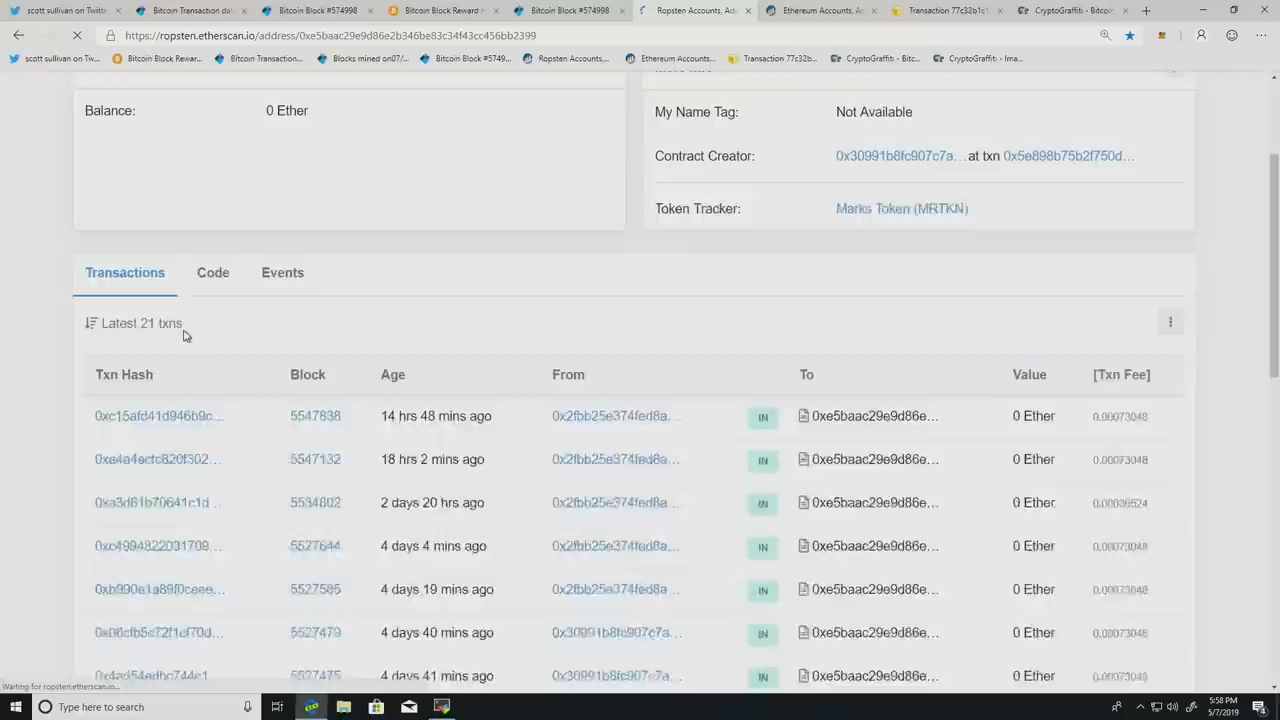 scott sullivan on Twitt
Bitcoin Transaction dat
Bitcoin Block #574998
Bitcoin Block Reward H
Bitcoin Block #574998
Ropsten Accounts, Ad
Ethereum Accounts, A
Transaction 77c32b1c1
CryptoGraffiti - Bitcoin
https://ropsten.etherscan.io/address/0xe5baac29e9d86e2b346be83c34f43cc456bb2399
scott sullivan on Tw...
Bitcoin Block Rewar...
Bitcoin Transaction...
Blocks mined on07/...
Bitcoin Block #5749...
Ropsten Accounts,...
Ethereum Accounts,...
Transaction 77c32b...
CryptoGraffiti - Bitc...
CryptoGraffiti - Ima...
Balance: 0 Ether
My Name Tag: Not Available
Contract Creator: 0x30991b8fc907c7a... at txn 0x5e898b75b2f750d...
Token Tracker: Marks Token (MRTKN)
Transactions Code Events
Latest 21 txns
Txn Hash Block Age From To Value [Txn Fee]
0xc15afd41d946b9c... 5547838 14 hrs 48 mins ago 0x2fbb25e374fed8a... IN 0xe5baac29e9d86e... 0 Ether 0.00073048
5547132 18 hrs 2 mins ago 0x2fbb25e374fed8a... IN 0xe5baac29e9d86e... 0 Ether 0.00073048
0xa3d61b70641c1d... 5534802 2 days 20 hrs ago 0x2fbb25e374fed8a... IN 0xe5baac29e9d86e... 0 Ether
0xc4994822031709... 5527644 4 days 4 mins ago 0x2fbb25e374fed8a... IN 0xe5baac29e9d86e... 0 Ether 0.00073048
5527585 4 days 19 mins ago 0x2fbb25e374fed8a... IN 0xe5baac29e9d86e... 0 Ether 0.00073048
5527479 4 days 40 mins ago 0x30991b8fc907c7a... IN 0xe5baac29e9d86e... 0 Ether 0.00073048
5527475 4 days 41 mins ago 0x30991b8fc907c7a... IN 0xe5baac29e9d86e... 0 Ether 0.00073048
Waiting for ropsten.etherscan.io...
Type here to search
5:58 PM
5/7/2019